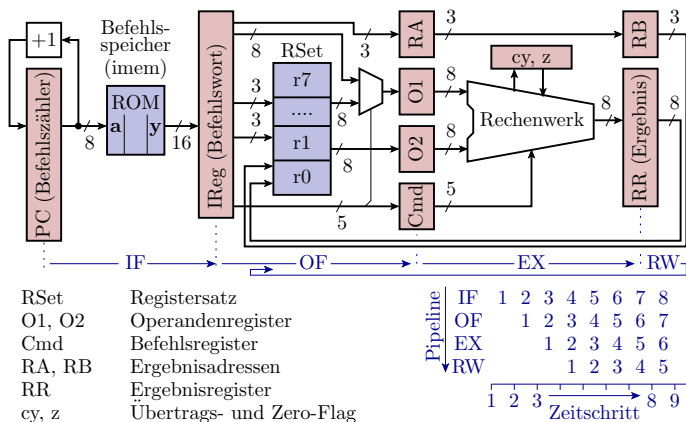 +1
Befehls-
speicher
(imem)
PC (Befehlszähler)
8
ROM
a
y
16
IReg (Befehlswort)
8
3
3
RSet
r7
....
r1
r0
3
8
8
5
RA
3
RB
3
O1
8
O2
8
Cmd
5
cy, z
Rechenwerk
8
RR (Ergebnis)
8
IF
OF
EX
RW
RSet Registersatz
O1, O2 Operandenregister
Cmd Befehlsregister
RA, RB Ergebnisadressen
RR Ergebnisregister
cy, z Übertrags- und Zero-Flag
Pipeline
IF 1 2 3 4 5 6 7 8
OF 1 2 3 4 5 6 7
EX 1 2 3 4 5 6
RW 1 2 3 4 5
1 2 3 8 9
Zeitschritt